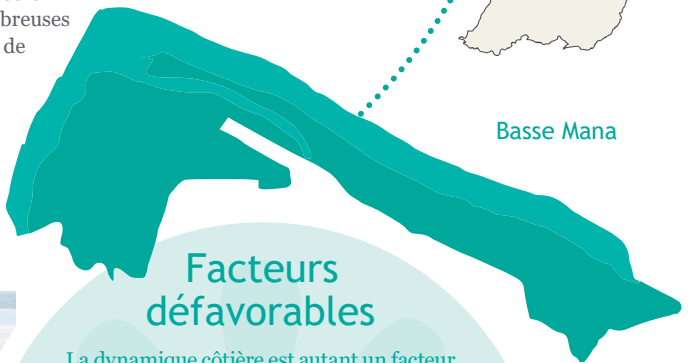 breuses
de
Basse Mana
Facteurs
défavorables
La dynamique côtière est autant un facteur